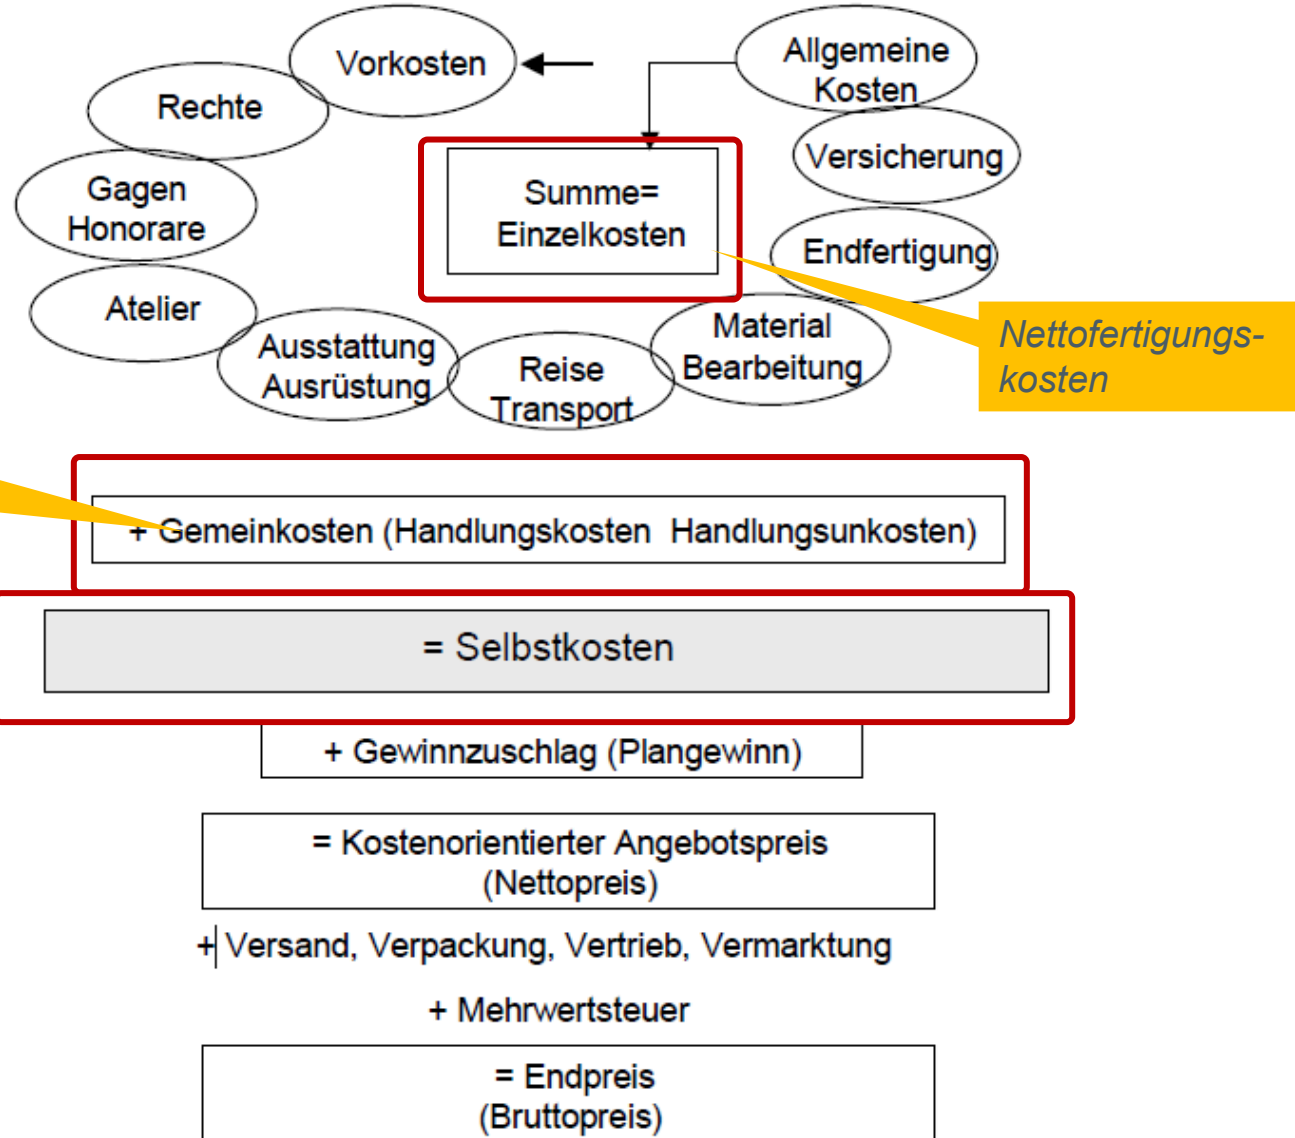 Vorkosten
Rechte
Gagen
Honorare
Atelier
Ausstattung
Ausrüstung
Reise
Transport
Material
Bearbeitung
Endfertigung
Versicherung
Allgemeine
Kosten
Summe=
Einzelkosten
Nettofertigungs-
kosten
+ Gemeinkosten (Handlungskosten Handlungsunkosten)
= Selbstkosten
+ Gewinnzuschlag (Plangewinn)
= Kostenorientierter Angebotspreis
(Nettopreis)
+ Versand, Verpackung, Vertrieb, Vermarktung
+ Mehrwertsteuer
= Endpreis
(Bruttopreis)